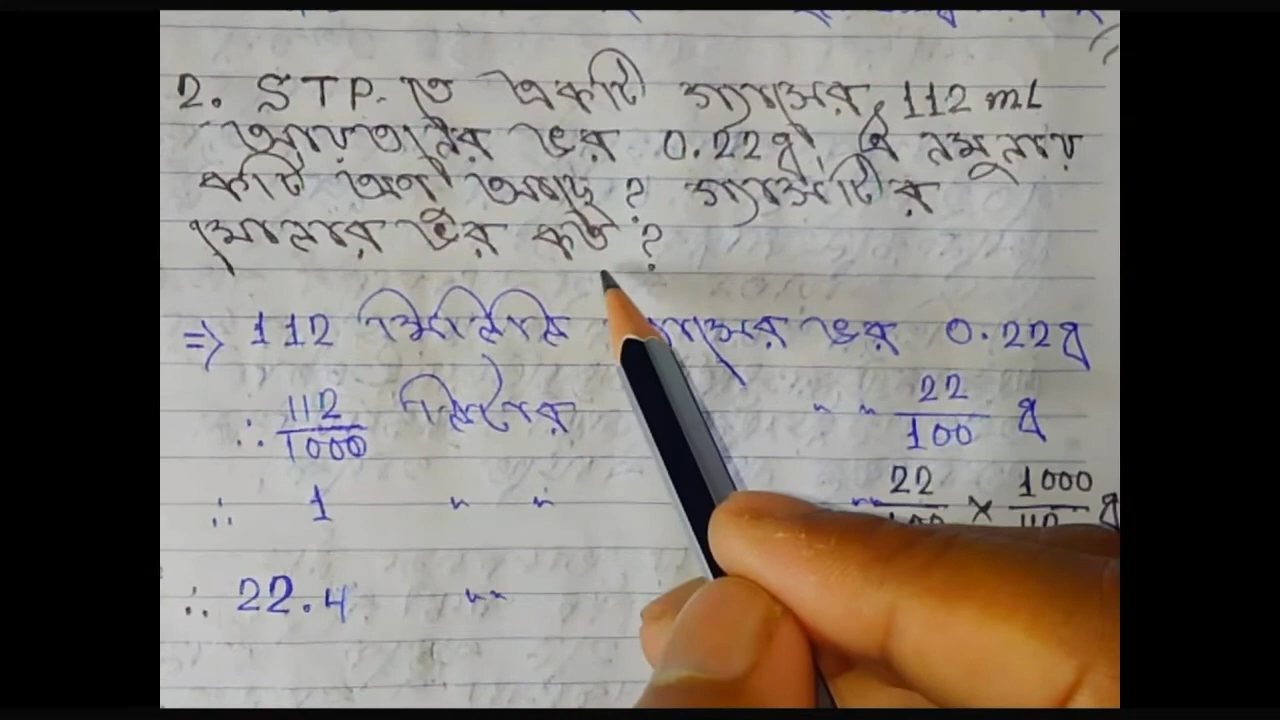 2. STP. তে একটি গ্যাসের 112 mL
আয়তনের ভর 0.22g। ঐ নমুনায়
কটি অণু আছে? গ্যাসটির
মোলার ভর কত?
⇒ 112 মিলিলি গ্যাসের ভর 0.22g
∴ 112/1000 লিটার " " 22/100 g
∴ 1 " " " " 22/100 × 1000/112 g
∴ 22.4 " "